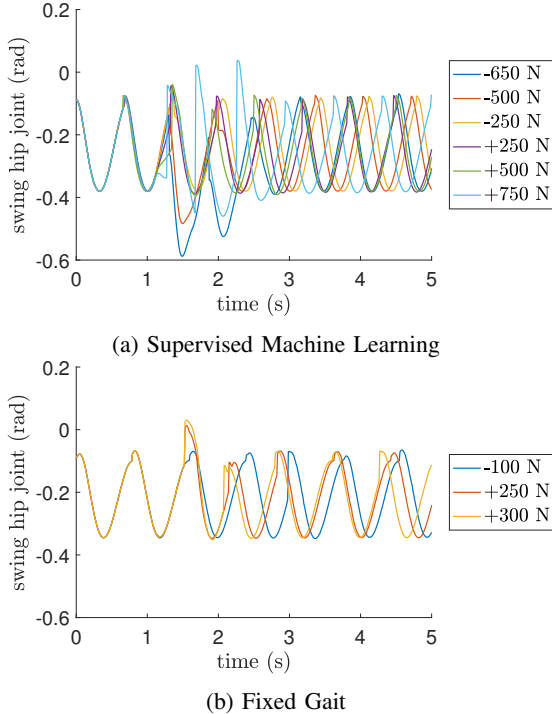 0.2
0
-0.2
-0.4
-0.6
swing hip joint (rad)
0 1 2 3 4 5
time (s)
-650 N
-500 N
-250 N
+250 N
+500 N
+750 N
(a) Supervised Machine Learning
0.2
0
-0.2
-0.4
-0.6
swing hip joint (rad)
0 1 2 3 4 5
time (s)
-100 N
+250 N
+300 N
(b) Fixed Gait